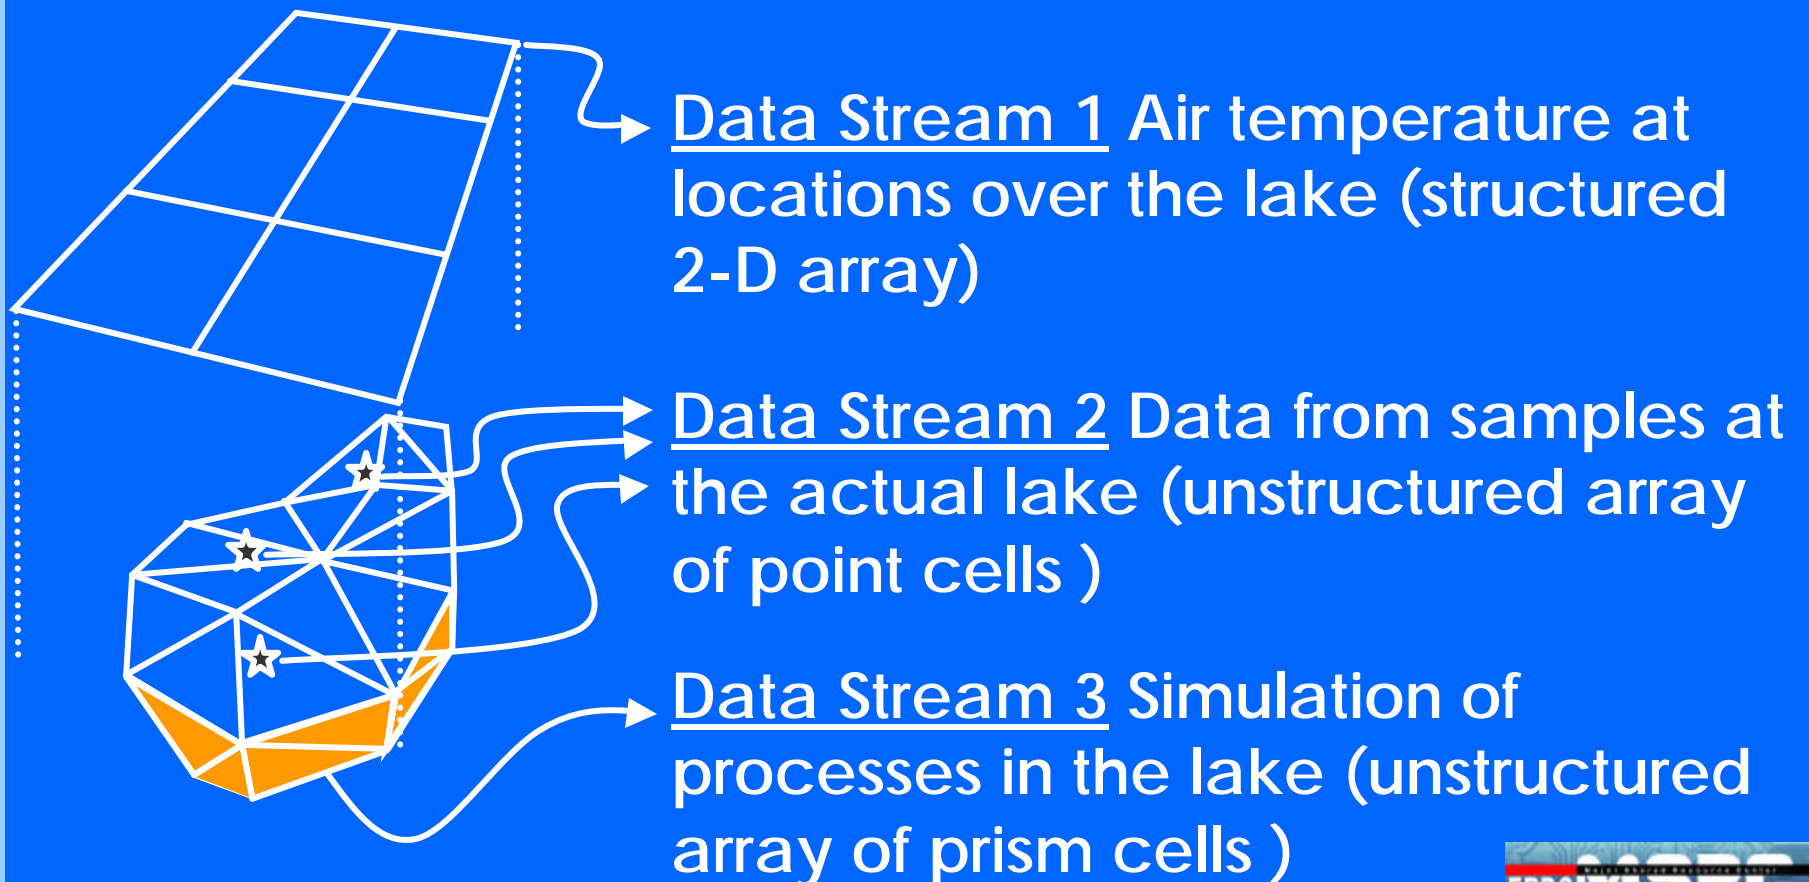 Data Stream 1 Air temperature at
locations over the lake (structured
2-D array)
Data Stream 2 Data from samples at
the actual lake (unstructured array
of point cells )
Data Stream 3 Simulation of
processes in the lake (unstructured
array of prism cells )